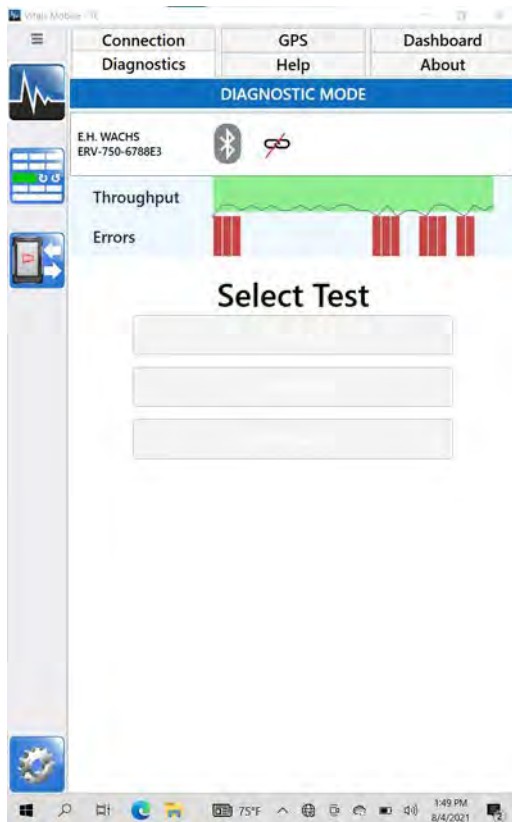 Connection GPS Dashboard
Diagnostics Help About
DIAGNOSTIC MODE
E.H. WACHS
ERV-750-6788E3
Throughput
Errors
Select Test
75°F
1:49 PM
8/4/2021
2